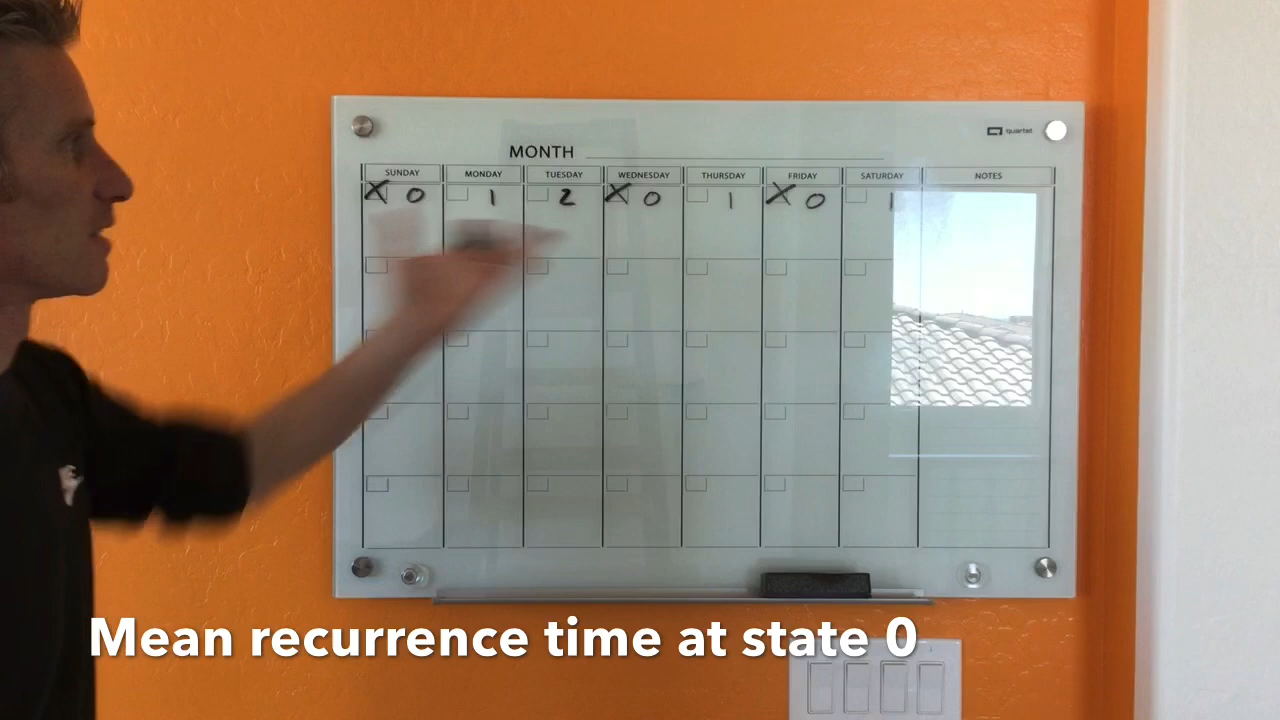 quartet
MONTH
SUNDAY MONDAY TUESDAY WEDNESDAY THURSDAY FRIDAY SATURDAY NOTES
X 0 1 2 X 0 1 X 0 1
Mean recurrence time at state 0